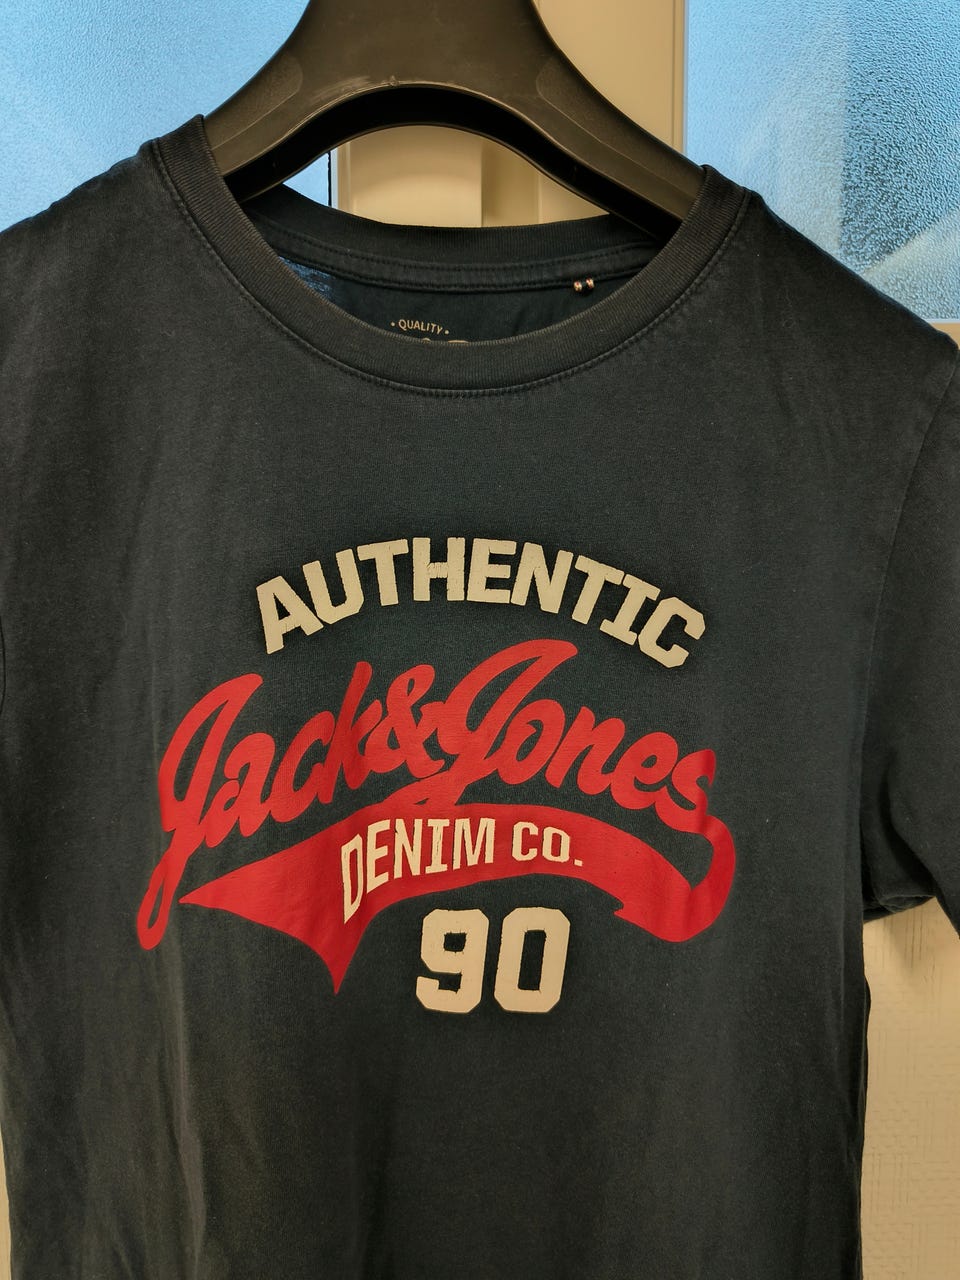 • QUALITY •
AUTHENTIC
Jack&Jones
DENIM CO.
90